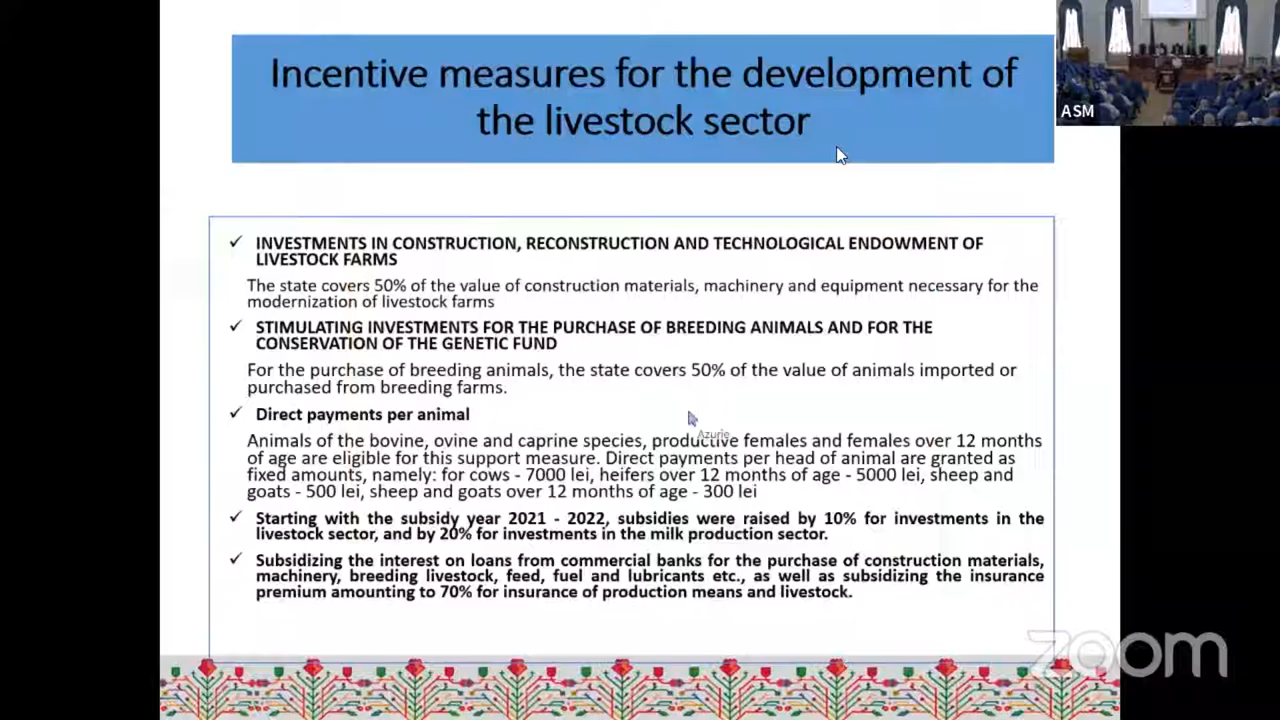 Incentive measures for the development of
the livestock sector
ASM
✓ INVESTMENTS IN CONSTRUCTION, RECONSTRUCTION AND TECHNOLOGICAL ENDOWMENT OF
LIVESTOCK FARMS
The state covers 50% of the value of construction materials, machinery and equipment necessary for the
modernization of livestock farms
✓ STIMULATING INVESTMENTS FOR THE PURCHASE OF BREEDING ANIMALS AND FOR THE
CONSERVATION OF THE GENETIC FUND
For the purchase of breeding animals, the state covers 50% of the value of animals imported or
purchased from breeding farms.
✓ Direct payments per animal
Azurie
Animals of the bovine, ovine and caprine species, productive females and females over 12 months
of age are eligible for this support measure. Direct payments per head of animal are granted as
fixed amounts, namely: for cows - 7000 lei, heifers over 12 months of age - 5000 lei, sheep and
goats - 500 lei, sheep and goats over 12 months of age - 300 lei
✓ Starting with the subsidy year 2021 - 2022, subsidies were raised by 10% for investments in the
livestock sector, and by 20% for investments in the milk production sector.
✓ Subsidizing the interest on loans from commercial banks for the purchase of construction materials,
machinery, breeding livestock, feed, fuel and lubricants etc., as well as subsidizing the insurance
premium amounting to 70% for insurance of production means and livestock.
zoom